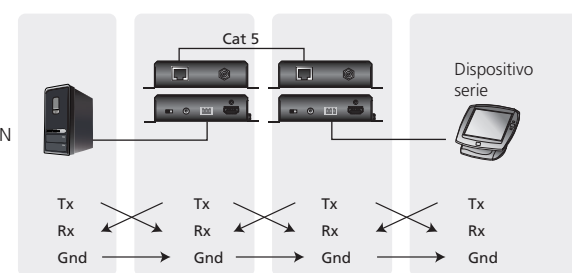 Cat 5
Dispositivo
serie
N
Tx Tx Tx Tx
Rx Rx Rx Rx
Gnd Gnd Gnd Gnd